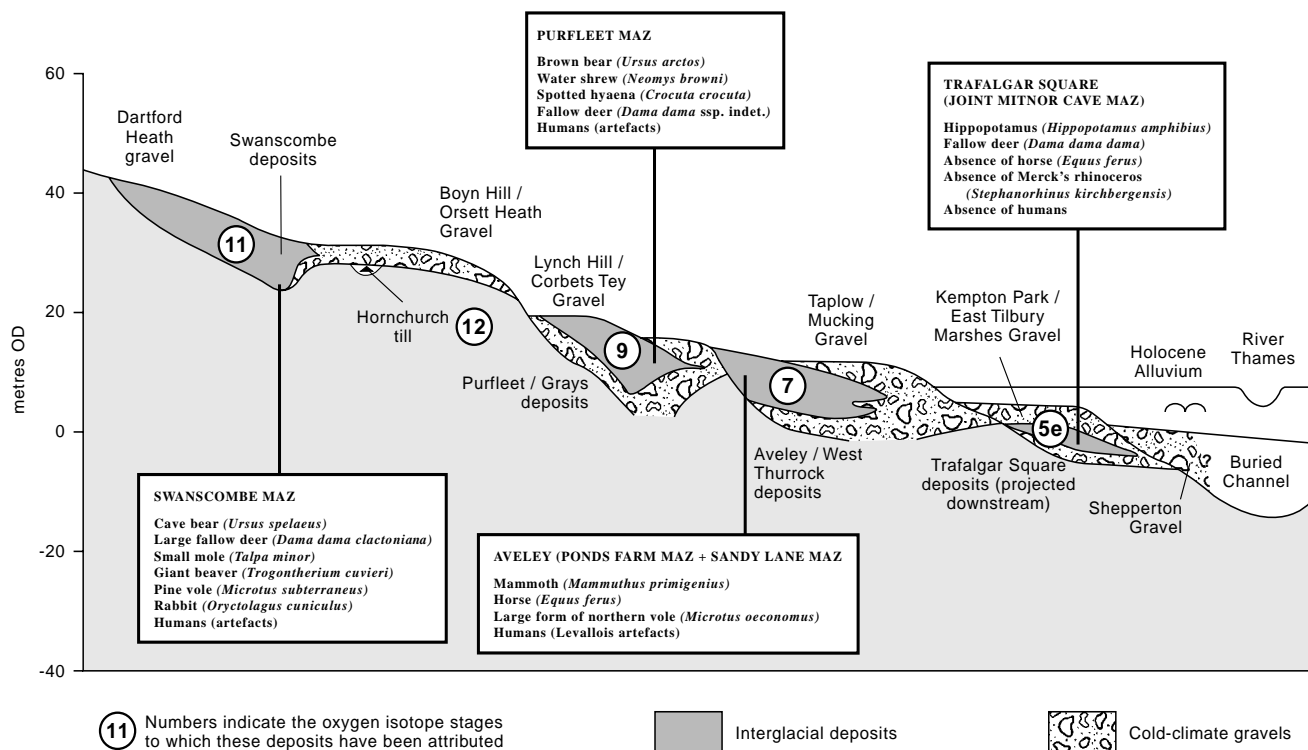 PURFLEET MAZ
Brown bear (Ursus arctos)
Water shrew (Neomys browni)
Spotted hyaena (Crocuta crocuta)
Fallow deer (Dama dama ssp. indet.)
Humans (artefacts)
TRAFALGAR SQUARE
(JOINT MITNOR CAVE MAZ)
Hippopotamus (Hippopotamus amphibius)
Fallow deer (Dama dama dama)
Absence of horse (Equus ferus)
Absence of Merck's rhinoceros
(Stephanorhinus kirchbergensis)
Absence of humans
metres OD
60
40
20
0
-20
-40
Dartford
Heath
gravel
Swanscombe
deposits
Boyn Hill /
Orsett Heath
Gravel
Lynch Hill /
Corbets Tey
Gravel
Taplow /
Mucking
Gravel
Kempton Park /
East Tilbury
Marshes Gravel
Holocene
Alluvium
River
Thames
11
Hornchurch
till
12
9
Purfleet / Grays
deposits
7
Aveley / West
Thurrock
deposits
5e
Trafalgar Square
deposits (projected
downstream)
Shepperton
Gravel
Buried
Channel
SWANSCOMBE MAZ
Cave bear (Ursus spelaeus)
Large fallow deer (Dama dama clactoniana)
Small mole (Talpa minor)
Giant beaver (Trogontherium cuvieri)
Pine vole (Microtus subterraneus)
Rabbit (Oryctolagus cuniculus)
Humans (artefacts)
AVELEY (PONDS FARM MAZ + SANDY LANE MAZ
Mammoth (Mammuthus primigenius)
Horse (Equus ferus)
Large form of northern vole (Microtus oeconomus)
Humans (Levallois artefacts)
11
Numbers indicate the oxygen isotope stages
to which these deposits have been attributed
Interglacial deposits
Cold-climate gravels